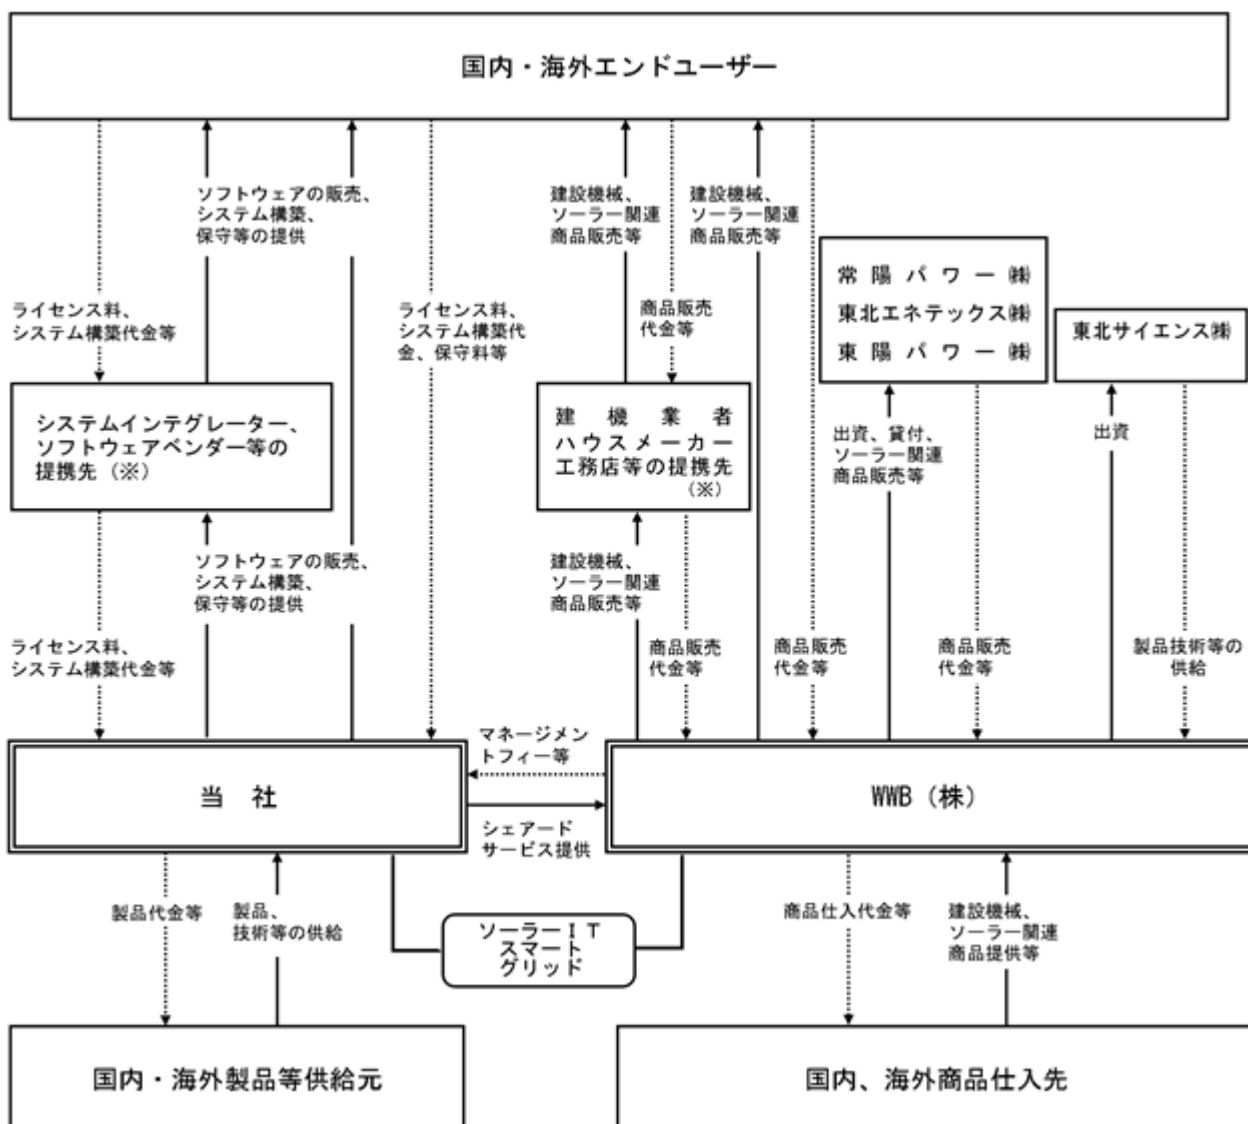 国内・海外エンドユーザー
ソフトウェアの販売、
システム構築、
保守等の提供
建設機械、
ソーラー関連
商品販売等
建設機械、
ソーラー関連
商品販売等
ライセンス料、
システム構築代金等
ライセンス料、
システム構築代
金、保守料等
商品販売
代金等
常陽パワー㈱
東北エネテックス㈱
東陽パワー㈱
東北サイエンス㈱
システムインテグレーター、
ソフトウェアベンダー等の
提携先（※）
建機業者
ハウスメーカー
工務店等の提携先
（※）
出資、貸付、
ソーラー関連
商品販売等
出資
ソフトウェアの販売、
システム構築、
保守等の提供
建設機械、
ソーラー関連
商品販売等
ライセンス料、
システム構築代金等
商品販売
代金等
商品販売
代金等
商品販売
代金等
製品技術等の
供給
マネージメン
トフィー等
当社
WWB（株）
シェアード
サービス提供
製品代金等
製品、
技術等の供給
ソーラーＩＴ
スマート
グリッド
商品仕入代金等
建設機械、
ソーラー関連
商品提供等
国内・海外製品等供給元
国内、海外商品仕入先